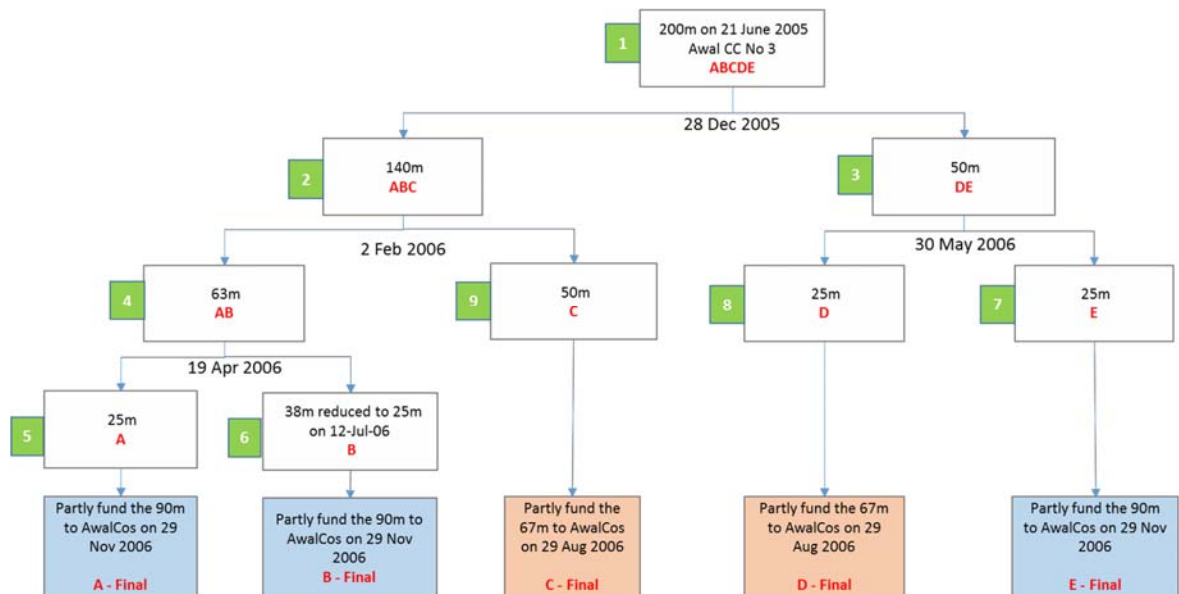 1
200m on 21 June 2005
Awal CC No 3
ABCDE
28 Dec 2005
2
140m
ABC
3
50m
DE
2 Feb 2006
30 May 2006
4
63m
AB
9
50m
C
8
25m
D
7
25m
E
19 Apr 2006
5
25m
A
6
38m reduced to 25m
on 12-Jul-06
B
Partly fund the 90m
to AwalCos on 29
Nov 2006
A - Final
Partly fund the 90m to
AwalCos on 29 Nov
2006
B - Final
Partly fund the
67m to AwalCos
on 29 Aug 2006
C - Final
Partly fund the 67m
to AwalCos on 29
Aug 2006
D - Final
Partly fund the 90m
to AwalCos on 29
Nov 2006
E - Final